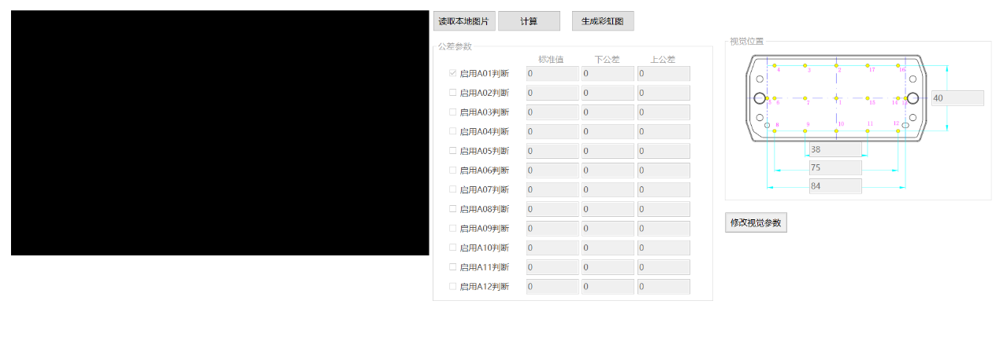 读取本地图片 计算 生成彩虹图
公差参数
标准值 下公差 上公差
启用A01判断 0 0 0
启用A02判断 0 0 0
启用A03判断 0 0 0
启用A04判断 0 0 0
启用A05判断 0 0 0
启用A06判断 0 0 0
启用A07判断 0 0 0
启用A08判断 0 0 0
启用A09判断 0 0 0
启用A10判断 0 0 0
启用A11判断 0 0 0
启用A12判断 0 0 0
视觉位置
4 3 2 17 16
5 6 7 1 15 14
40
8 9 10 11 12
38
75
84
修改视觉参数